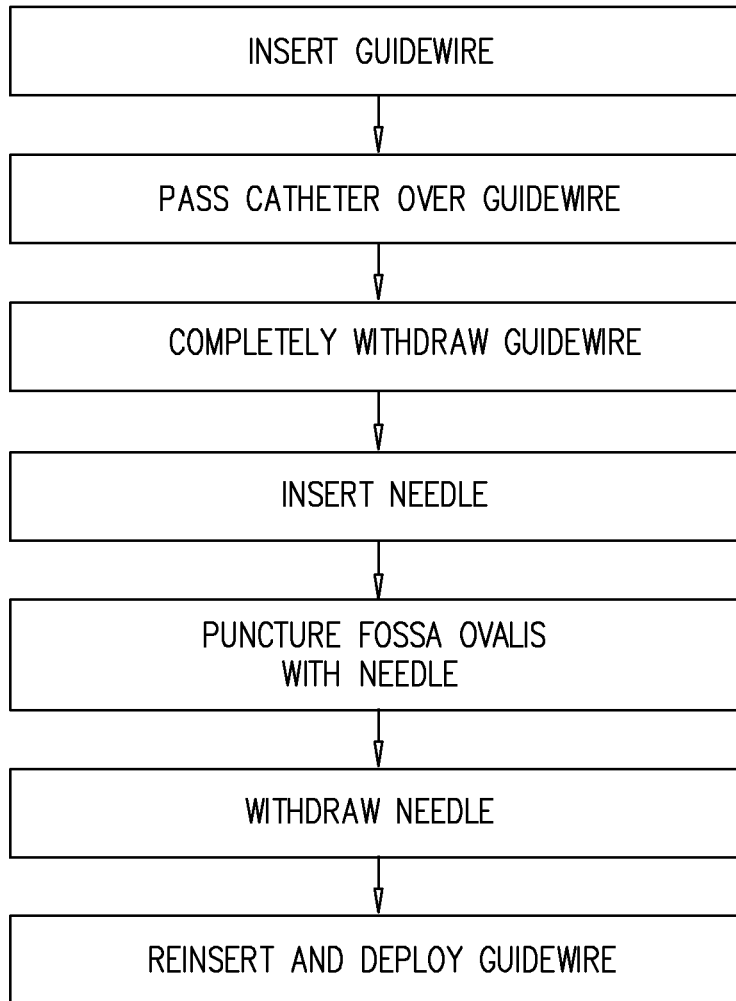 INSERT GUIDEWIRE
PASS CATHETER OVER GUIDEWIRE
COMPLETELY WITHDRAW GUIDEWIRE
INSERT NEEDLE
PUNCTURE FOSSA OVALIS
WITH NEEDLE
WITHDRAW NEEDLE
REINSERT AND DEPLOY GUIDEWIRE